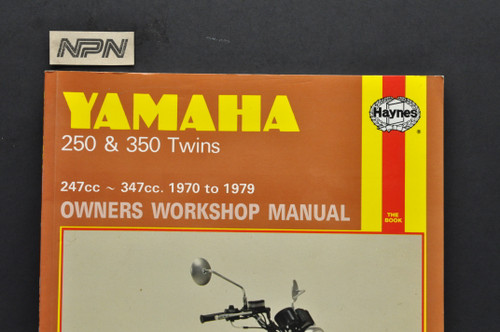 NPN
YAMAHA
250 & 350 Twins
Haynes
®
247cc ~ 347cc. 1970 to 1979
OWNERS WORKSHOP MANUAL
THE
BOOK